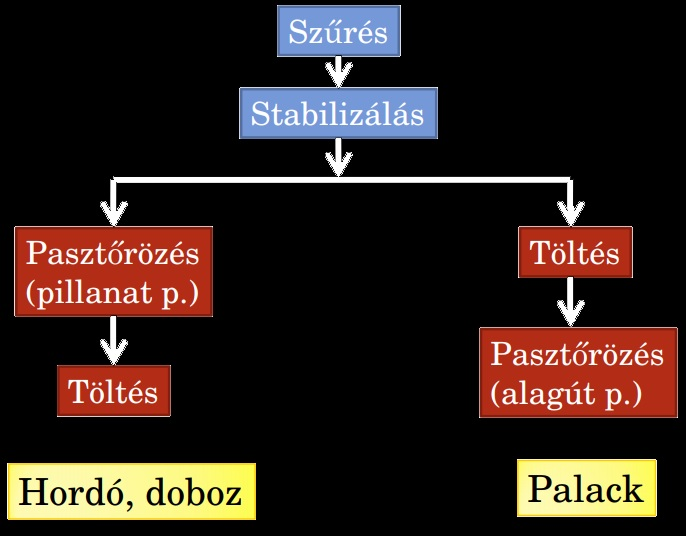 Szűrés
Stabilizálás
Pasztőrözés
(pillanat p.)
Töltés
Hordó, doboz
Töltés
Pasztőrözés
(alagút p.)
Palack